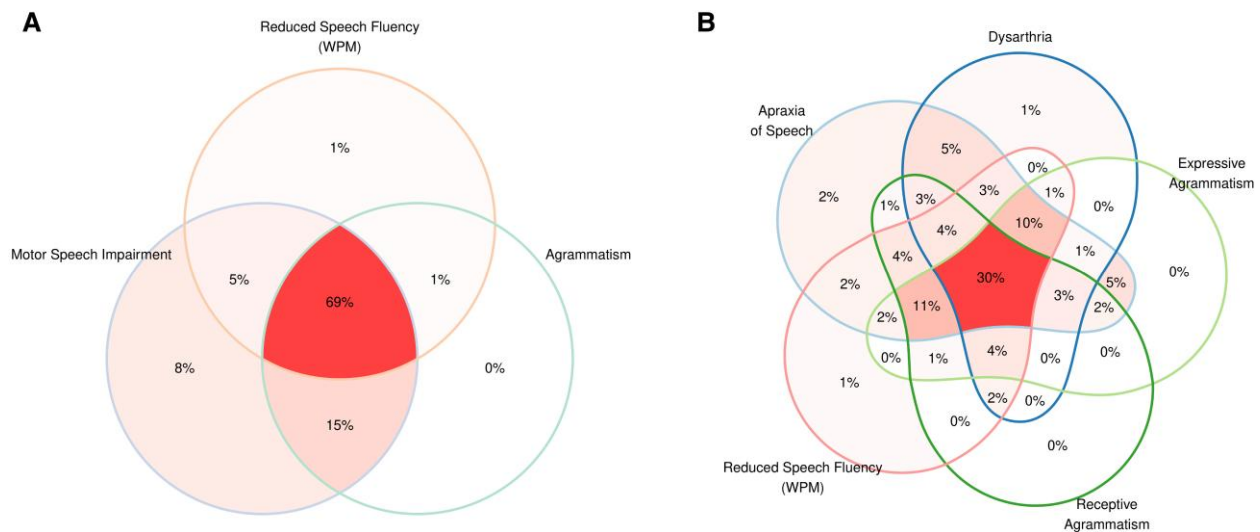 A
Reduced Speech Fluency
(WPM)
1%
Motor Speech Impairment
Agrammatism
5%
1%
69%
8%
0%
15%
B
Dysarthria
Apraxia
of Speech
1%
5%
Expressive
Agrammatism
0%
2%
3%
1%
1%
3%
0%
10%
4%
1%
4%
0%
30%
5%
2%
3%
2%
11%
2%
0%
1%
4%
0%
0%
1%
2%
0%
0%
0%
Reduced Speech Fluency
(WPM)
Receptive
Agrammatism